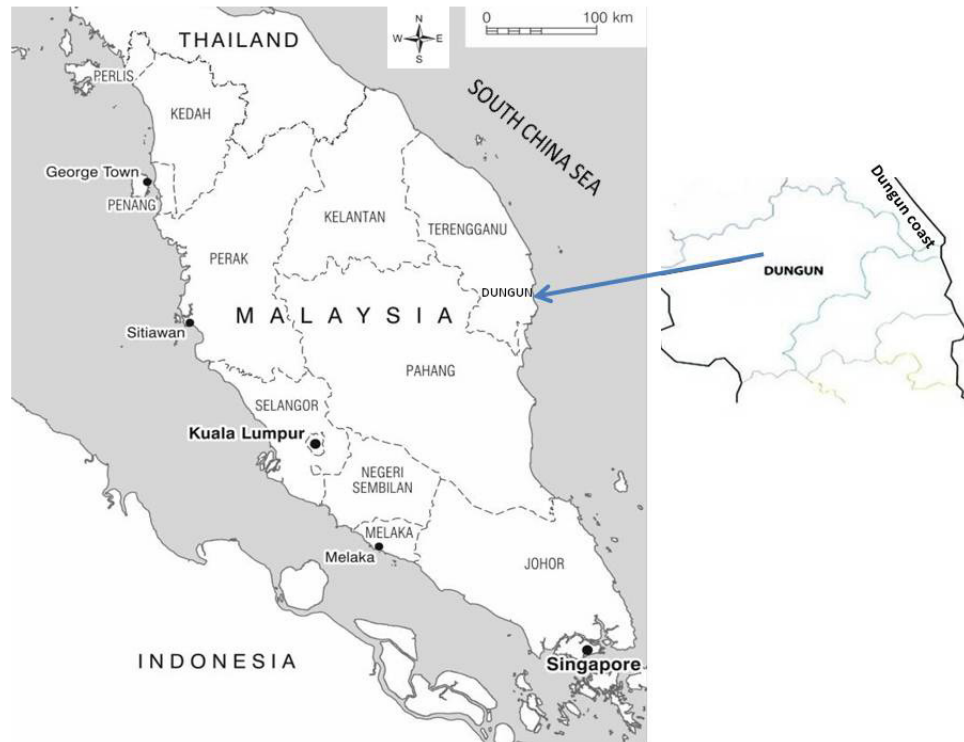 THAILAND
N
W E
S
0 100 km
PERLIS
KEDAH
SOUTH CHINA SEA
George Town
PENANG
KELANTAN
TERENGGANU
PERAK
DUNGUN
MALAYSIA
Sitiawan
PAHANG
SELANGOR
Kuala Lumpur
NEGERI
SEMBILAN
MELAKA
Melaka
JOHOR
INDONESIA
Singapore
Dungun coast
DUNGUN